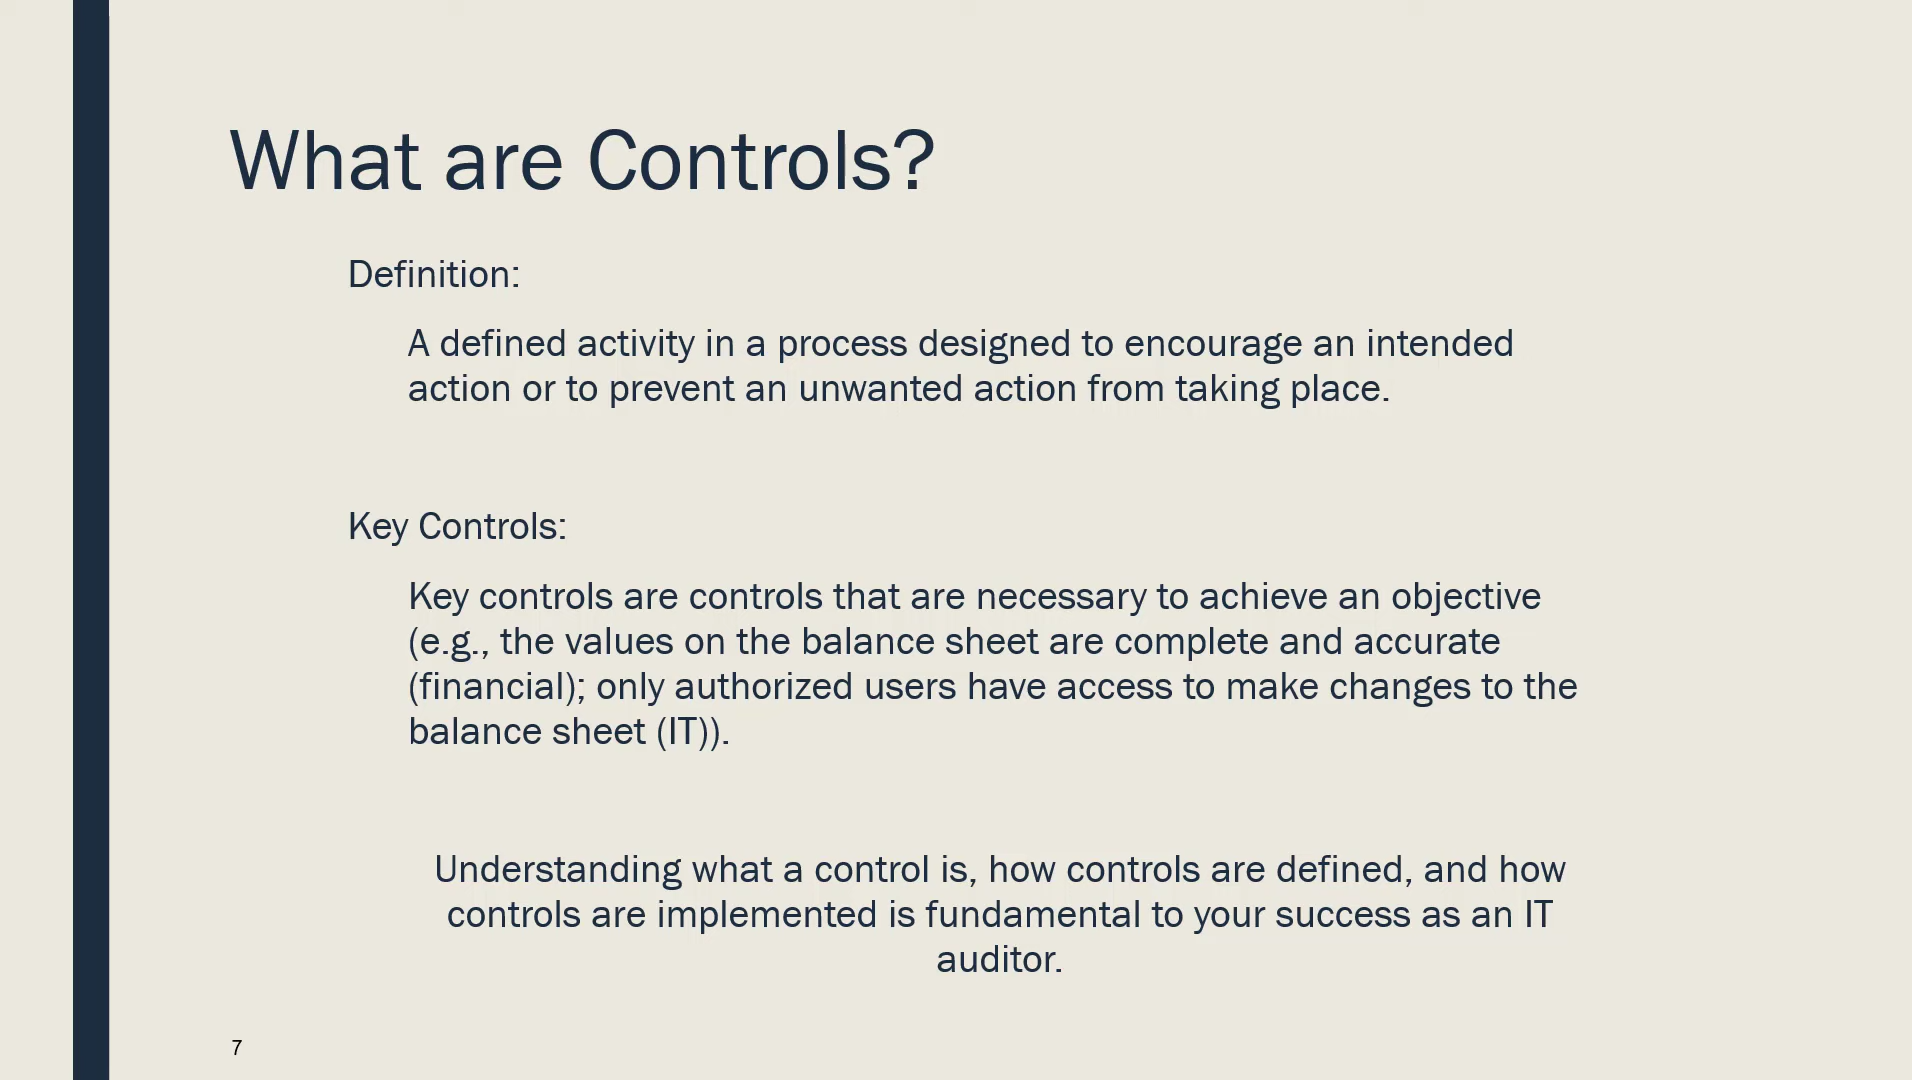 What are Controls?
Definition:
A defined activity in a process designed to encourage an intended
action or to prevent an unwanted action from taking place.
Key Controls:
Key controls are controls that are necessary to achieve an objective
(e.g., the values on the balance sheet are complete and accurate
(financial); only authorized users have access to make changes to the
balance sheet (IT)).
Understanding what a control is, how controls are defined, and how
controls are implemented is fundamental to your success as an IT
auditor.
7